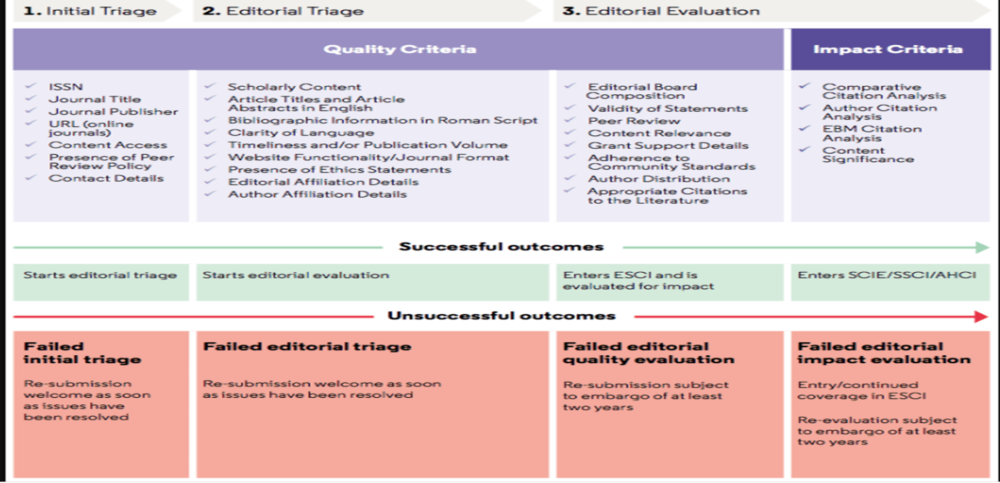 1. Initial Triage
2. Editorial Triage
3. Editorial Evaluation
Quality Criteria
Impact Criteria
ISSN
Journal Title
Journal Publisher
URL (online
journals)
Content Access
Presence of Peer
Review Policy
Contact Details
Scholarly Content
Article Titles and Article
Abstracts in English
Bibliographic Information in Roman Script
Clarity of Language
Timeliness and/or Publication Volume
Website Functionality/Journal Format
Presence of Ethics Statements
Editorial Affiliation Details
Author Affiliation Details
Editorial Board
Composition
Validity of Statements
Peer Review
Content Relevance
Grant Support Details
Adherence to
Community Standards
Author Distribution
Appropriate Citations
to the Literature
Comparative
Citation Analysis
Author Citation
Analysis
EBM Citation
Analysis
Content
Significance
Successful outcomes
Starts editorial triage
Starts editorial evaluation
Enters ESCI and is
evaluated for impact
Enters SCIE/SSCI/AHCI
Unsuccessful outcomes
Failed
initial triage
Re-submission
welcome as soon
as issues have
been resolved
Failed editorial triage
Re-submission welcome as soon
as issues have been resolved
Failed editorial
quality evaluation
Re-submission subject
to embargo of at least
two years
Failed editorial
impact evaluation
Entry/continued
coverage in ESCI
Re-evaluation subject
to embargo of at least
two years